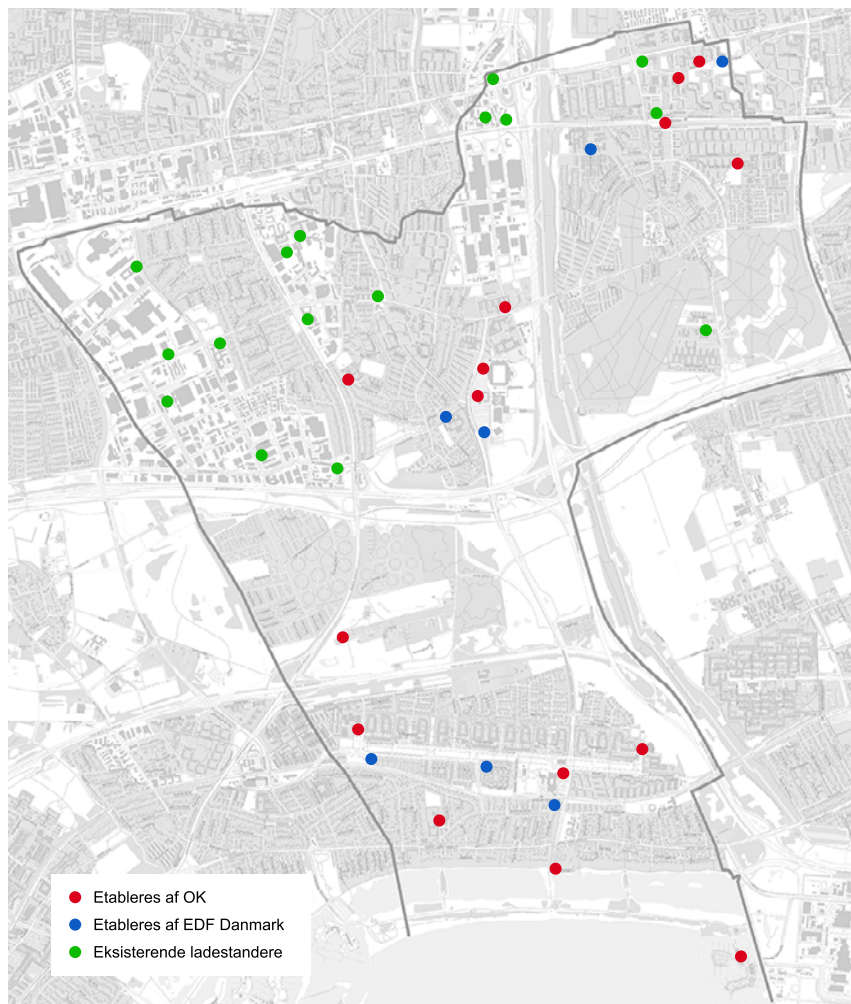 Etableres af OK
Etableres af EDF Danmark
Eksisterende ladestandere